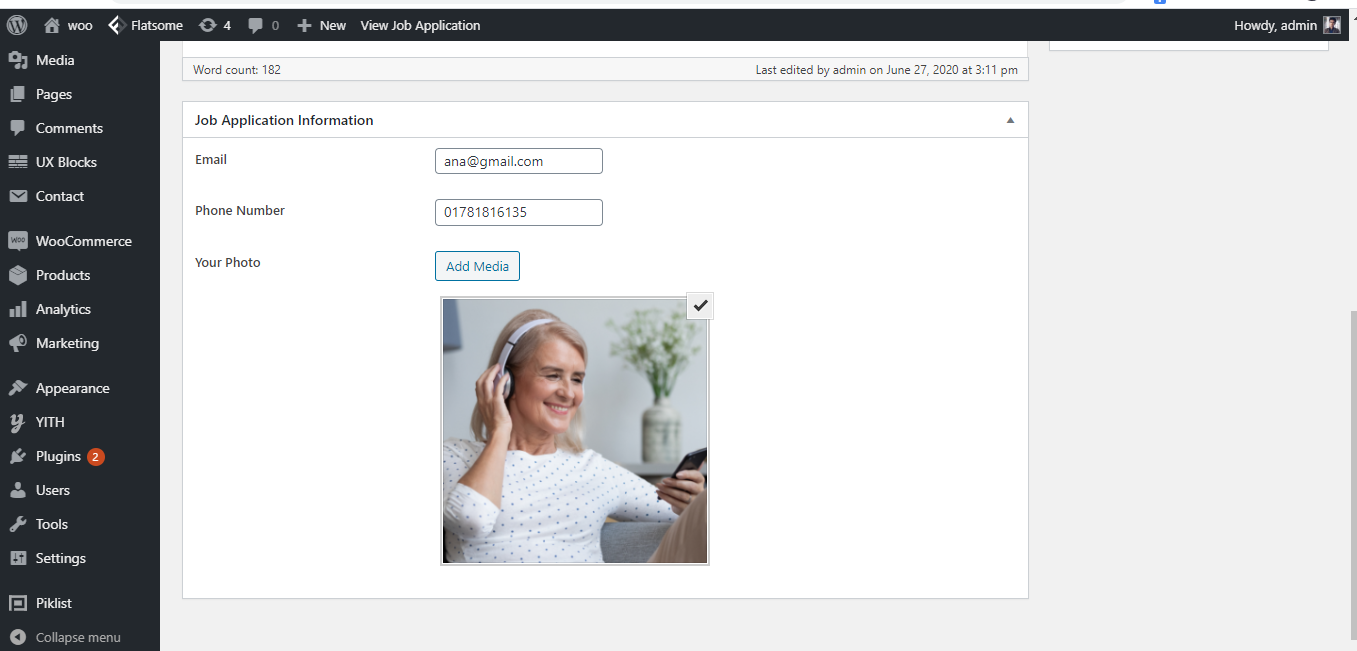 woo Flatsome 4 0 New View Job Application Howdy, admin
Media
Pages
Comments
UX Blocks
Contact
WooCommerce
Products
Analytics
Marketing
Appearance
YITH
Plugins 2
Users
Tools
Settings
Piklist
Collapse menu
Word count: 182 Last edited by admin on June 27, 2020 at 3:11 pm
Job Application Information
Email ana@gmail.com
Phone Number 01781816135
Your Photo Add Media